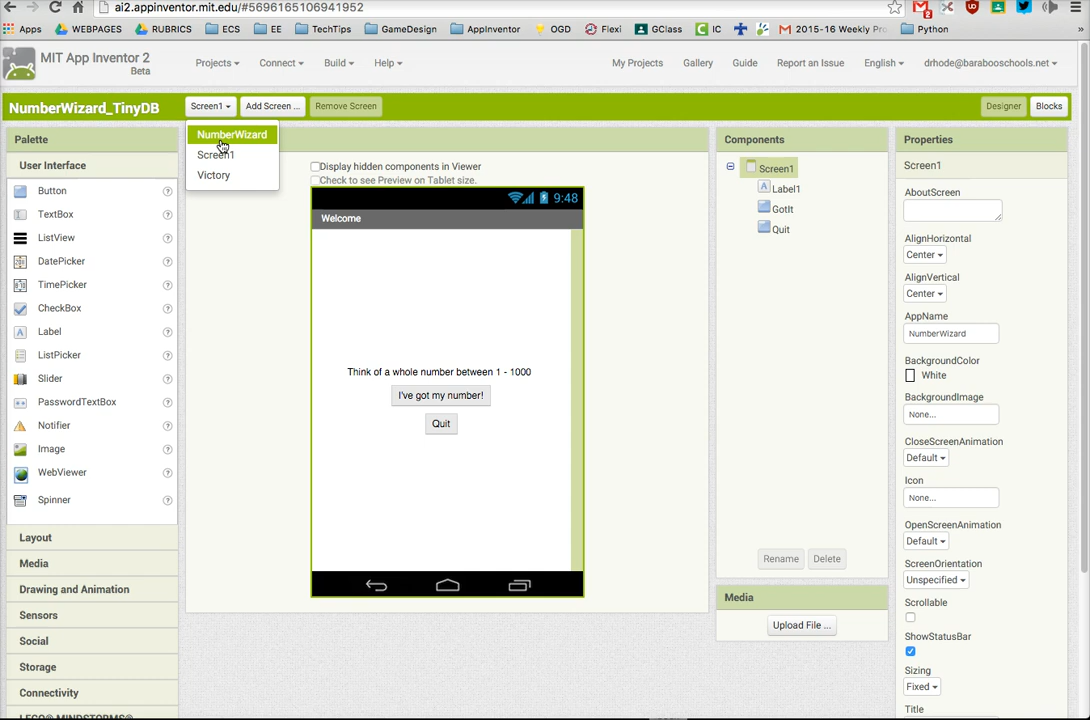 ai2.appinventor.mit.edu/#5696165106941952
2
Apps WEBPAGES RUBRICS ECS EE TechTips GameDesign AppInventor OGD Flexi GClass IC 2015-16 Weekly Pro Python »
MIT App Inventor 2
Beta
Projects Connect Build Help My Projects Gallery Guide Report an Issue English drhode@barabooschools.net
NumberWizard_TinyDB Screen1 Add Screen ... Remove Screen Designer Blocks
NumberWizard
Screen1
Victory
Palette
User Interface
Button ?
TextBox ?
ListView ?
DatePicker ?
TimePicker ?
CheckBox ?
Label ?
ListPicker ?
Slider ?
PasswordTextBox ?
Notifier ?
Image ?
WebViewer ?
Spinner ?
Layout
Media
Drawing and Animation
Sensors
Social
Storage
Connectivity
LEGO® MINDSTORMS®
Display hidden components in Viewer
Check to see Preview on Tablet size.
9:48
Welcome
Think of a whole number between 1 - 1000
I've got my number!
Quit
Components
Screen1
A Label1
GotIt
Quit
Rename Delete
Media
Upload File ...
Properties
Screen1
AboutScreen
AlignHorizontal
Center
AlignVertical
Center
AppName
NumberWizard
BackgroundColor
White
BackgroundImage
None...
CloseScreenAnimation
Default
Icon
None...
OpenScreenAnimation
Default
ScreenOrientation
Unspecified
Scrollable
ShowStatusBar
Sizing
Fixed
Title